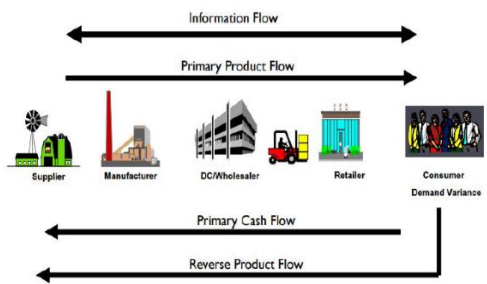 Information Flow
Primary Product Flow
Supplier
Manufacturer
DC/Wholesaler
Retailer
Consumer
Demand Variance
Primary Cash Flow
Reverse Product Flow